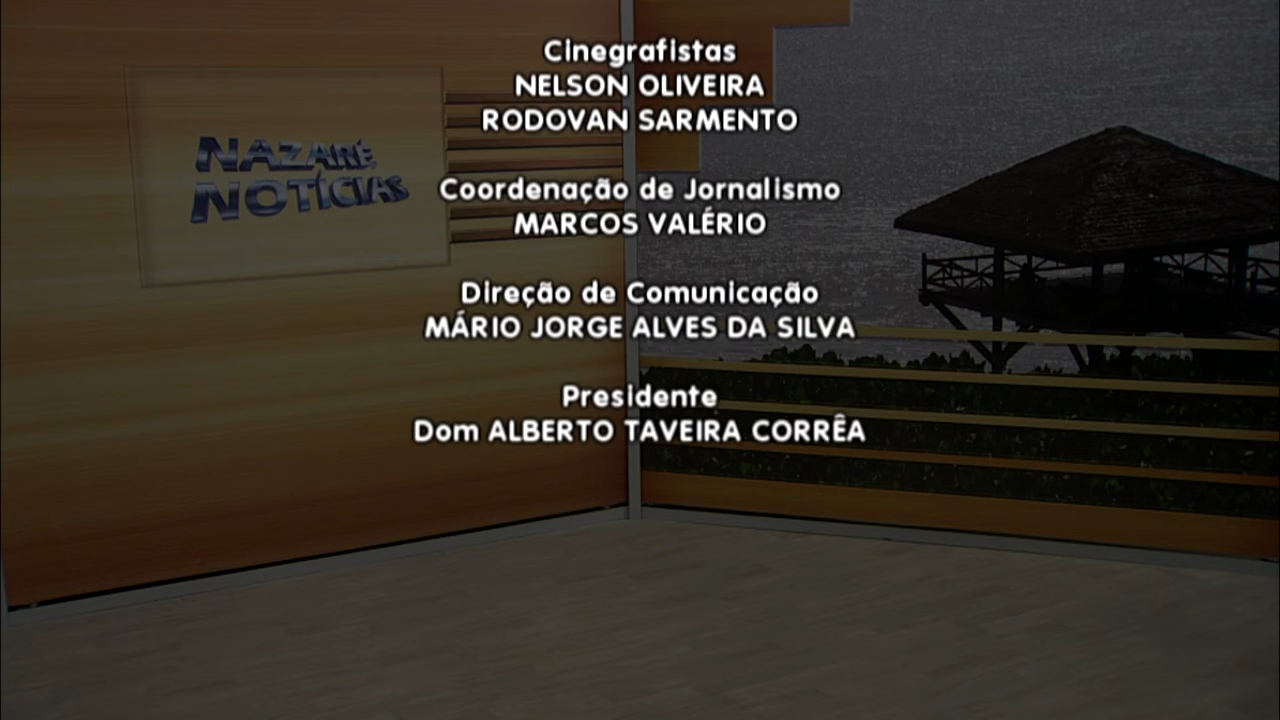 NAZARÉ
NOTÍCIAS
Cinegrafistas
NELSON OLIVEIRA
RODOVAN SARMENTO
Coordenação de Jornalismo
MARCOS VALÉRIO
Direção de Comunicação
MÁRIO JORGE ALVES DA SILVA
Presidente
Dom ALBERTO TAVEIRA CORRÊA